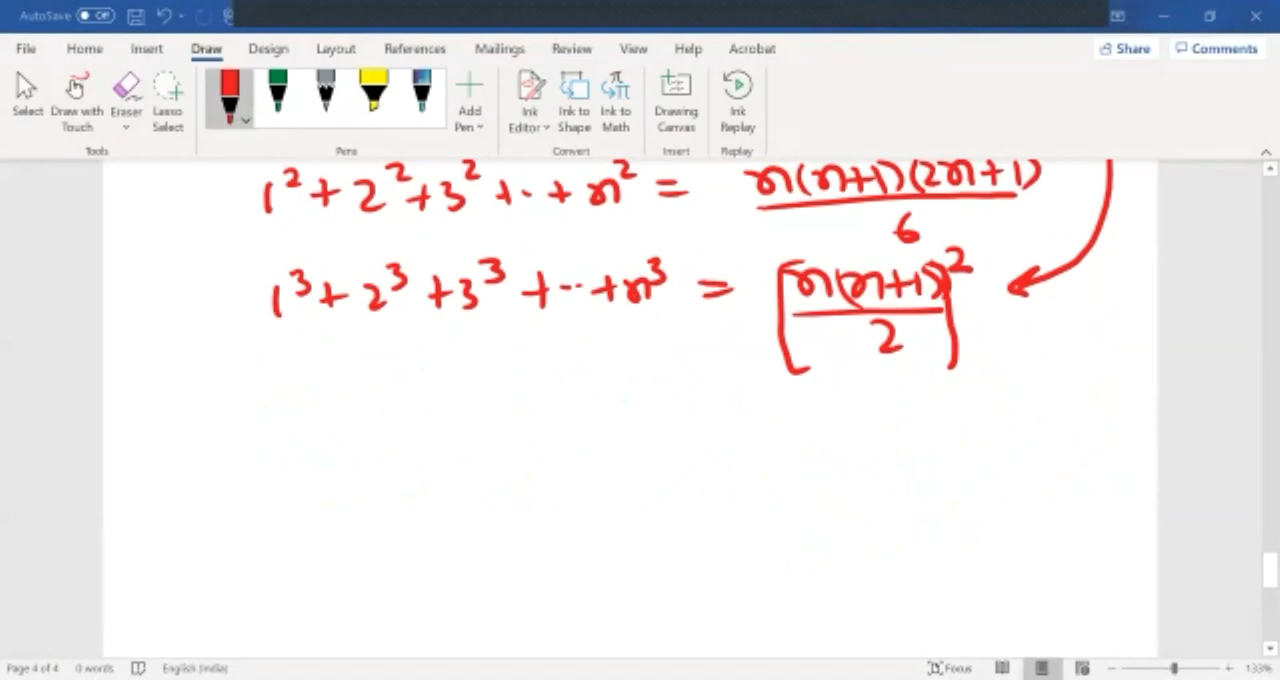 AutoSave Off
File Home Insert Draw Design Layout References Mailings Review View Help Acrobat Share Comments
Select Draw with Touch Eraser Lasso Select Add Pen Ink Editor Ink to Shape Ink to Math Drawing Canvas Ink Replay
Tools Pens Convert Insert Replay
1² + 2² + 3² + ·· + n² = n(n+1)(2n+1) / 6
1³ + 2³ + 3³ + ·· + n³ = [n(n+1) / 2]²
Page 4 of 4 0 words English (India) Focus 133%